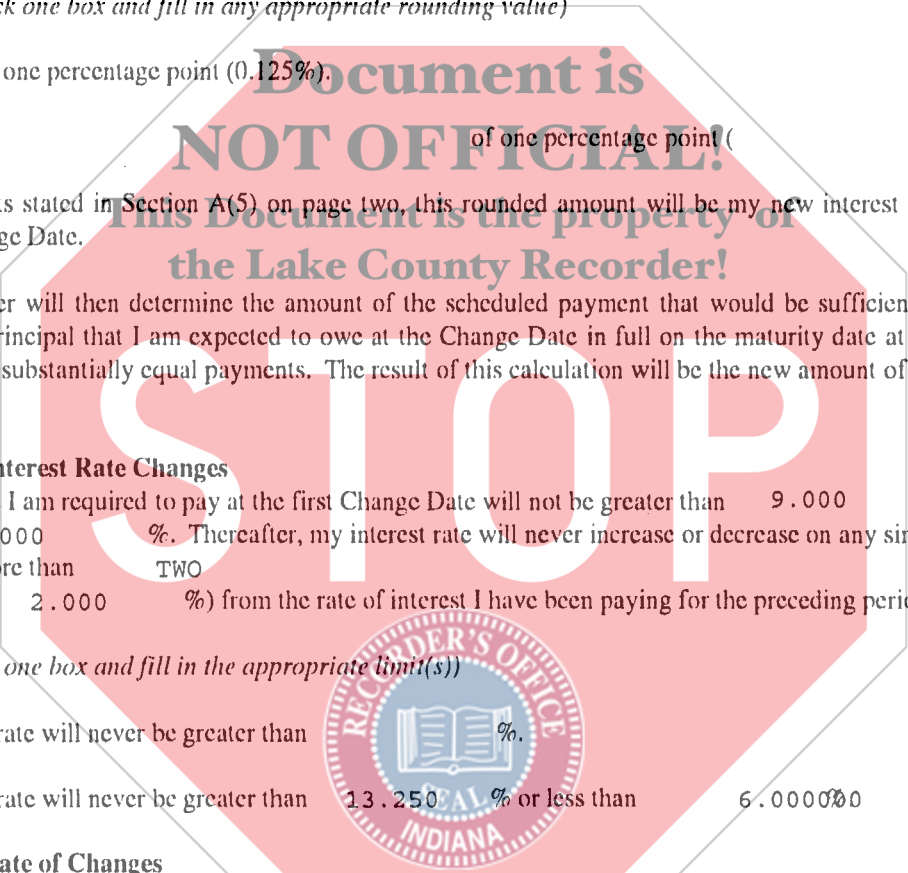 ck one box and fill in any appropriate rounding value)
Document is
one percentage point (0.125%).
NOT OFFICIAL!
of one percentage point (
as stated in Section A(5) on page two, this rounded amount will be my new interest
This Document is the property of
ge Date.
the Lake County Recorder!
er will then determine the amount of the scheduled payment that would be sufficien
rincipal that I am expected to owe at the Change Date in full on the maturity date at
substantially equal payments. The result of this calculation will be the new amount of
STOP
nterest Rate Changes
I am required to pay at the first Change Date will not be greater than 9.000
000 %. Thereafter, my interest rate will never increase or decrease on any sin
ore than TWO
2.000 %) from the rate of interest I have been paying for the preceding perio
RECORDER'S OFFICE
one box and fill in the appropriate limit(s))
rate will never be greater than %.
rate will never be greater than 13.250 % or less than 6.000000 %
SEAL
INDIANA
ate of Changes